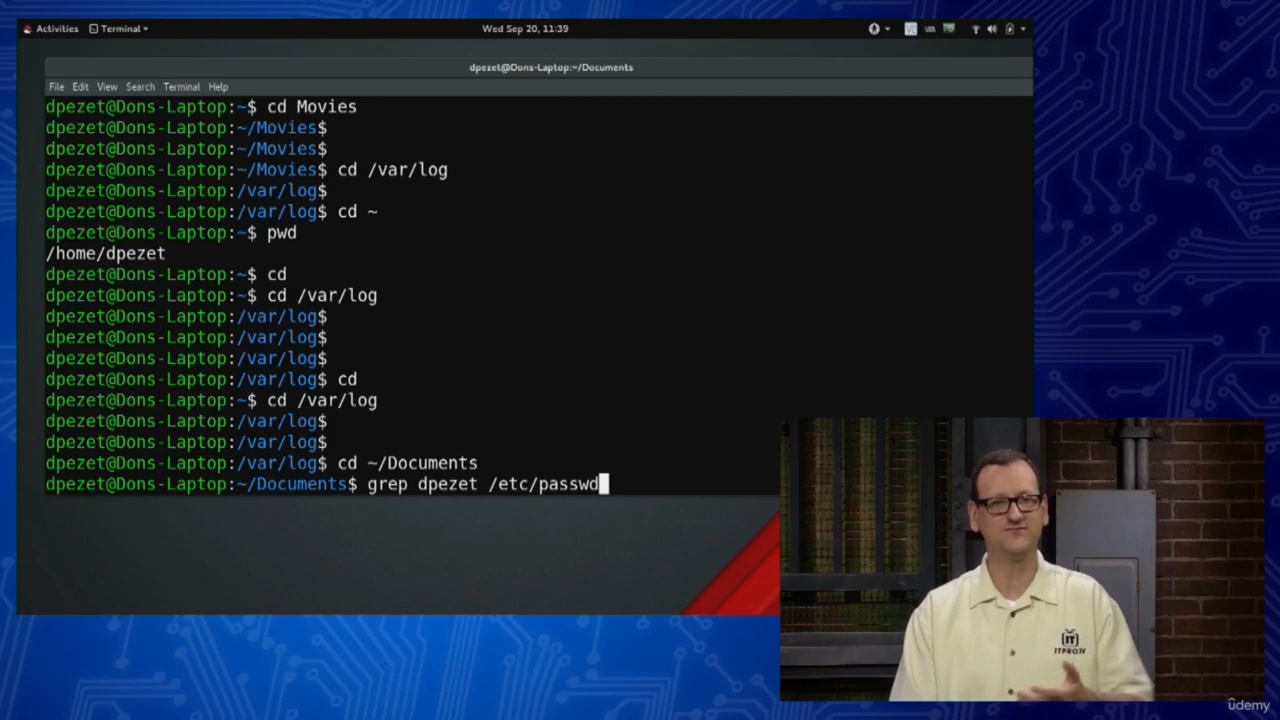 Activities Terminal Wed Sep 20, 11:39
dpezet@Dons-Laptop:~/Documents
File Edit View Search Terminal Help
dpezet@Dons-Laptop:~$ cd Movies
dpezet@Dons-Laptop:~/Movies$
dpezet@Dons-Laptop:~/Movies$
dpezet@Dons-Laptop:~/Movies$ cd /var/log
dpezet@Dons-Laptop:/var/log$
dpezet@Dons-Laptop:/var/log$ cd ~
dpezet@Dons-Laptop:~$ pwd
/home/dpezet
dpezet@Dons-Laptop:~$ cd
dpezet@Dons-Laptop:~$ cd /var/log
dpezet@Dons-Laptop:/var/log$
dpezet@Dons-Laptop:/var/log$
dpezet@Dons-Laptop:/var/log$
dpezet@Dons-Laptop:/var/log$ cd
dpezet@Dons-Laptop:~$ cd /var/log
dpezet@Dons-Laptop:/var/log$
dpezet@Dons-Laptop:/var/log$
dpezet@Dons-Laptop:/var/log$ cd ~/Documents
dpezet@Dons-Laptop:~/Documents$ grep dpezet /etc/passwd
IT
ITPRO.TV
udemy